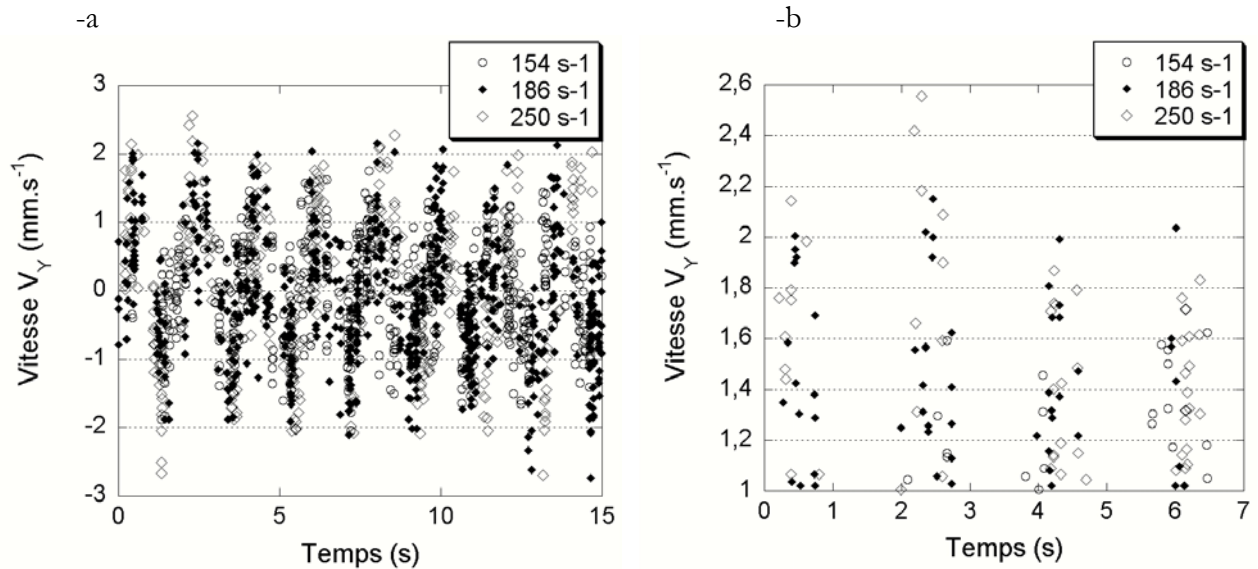 -a
-b
154 s-1
186 s-1
250 s-1
3
2
1
0
-1
-2
-3
Vitesse V_Y (mm.s⁻¹)
0 5 10 15
Temps (s)
154 s-1
186 s-1
250 s-1
2,6
2,4
2,2
2
1,8
1,6
1,4
1,2
1
Vitesse V_Y (mm.s⁻¹)
0 1 2 3 4 5 6 7
Temps (s)